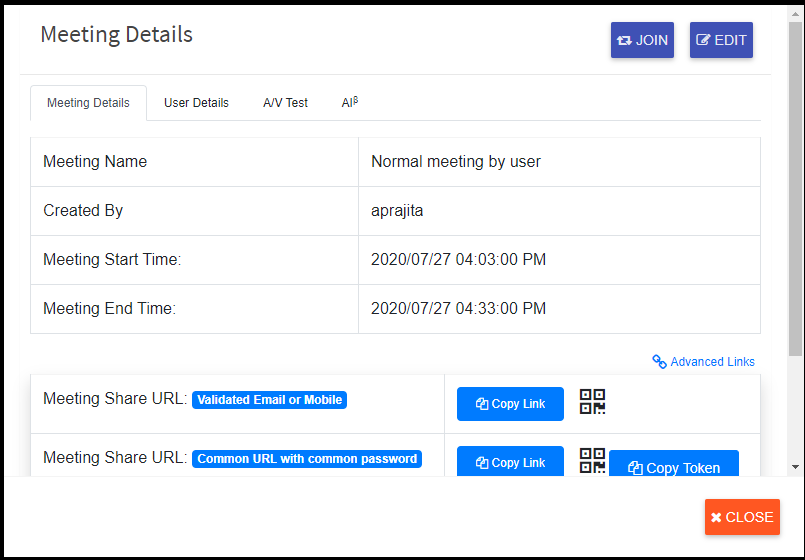 Meeting Details
JOIN
EDIT
Meeting Details
User Details
A/V Test
AIᵝ
Meeting Name
Normal meeting by user
Created By
aprajita
Meeting Start Time:
2020/07/27 04:03:00 PM
Meeting End Time:
2020/07/27 04:33:00 PM
Advanced Links
Meeting Share URL: Validated Email or Mobile
Copy Link
Meeting Share URL: Common URL with common password
Copy Link
Copy Token
CLOSE